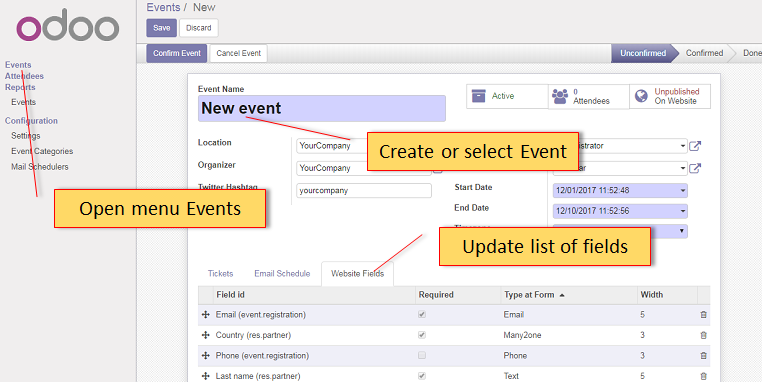 odoo
Events / New
Save Discard
Confirm Event Cancel Event Unconfirmed Confirmed Done
Events
Attendees
Reports
Events
Configuration
Settings
Event Categories
Mail Schedulers
Open menu Events
Event Name
New event
Active
0
Attendees
Unpublished
On Website
Create or select Event
Location YourCompany
Organizer YourCompany
Twitter Hashtag yourcompany
Start Date 12/01/2017 11:52:48
End Date 12/10/2017 11:52:56
Update list of fields
Tickets Email Schedule Website Fields
Field id Required Type at Form Width
Email (event.registration) Email 5
Country (res.partner) Many2one 3
Phone (event.registration) Phone 3
Last name (res.partner) Text 5